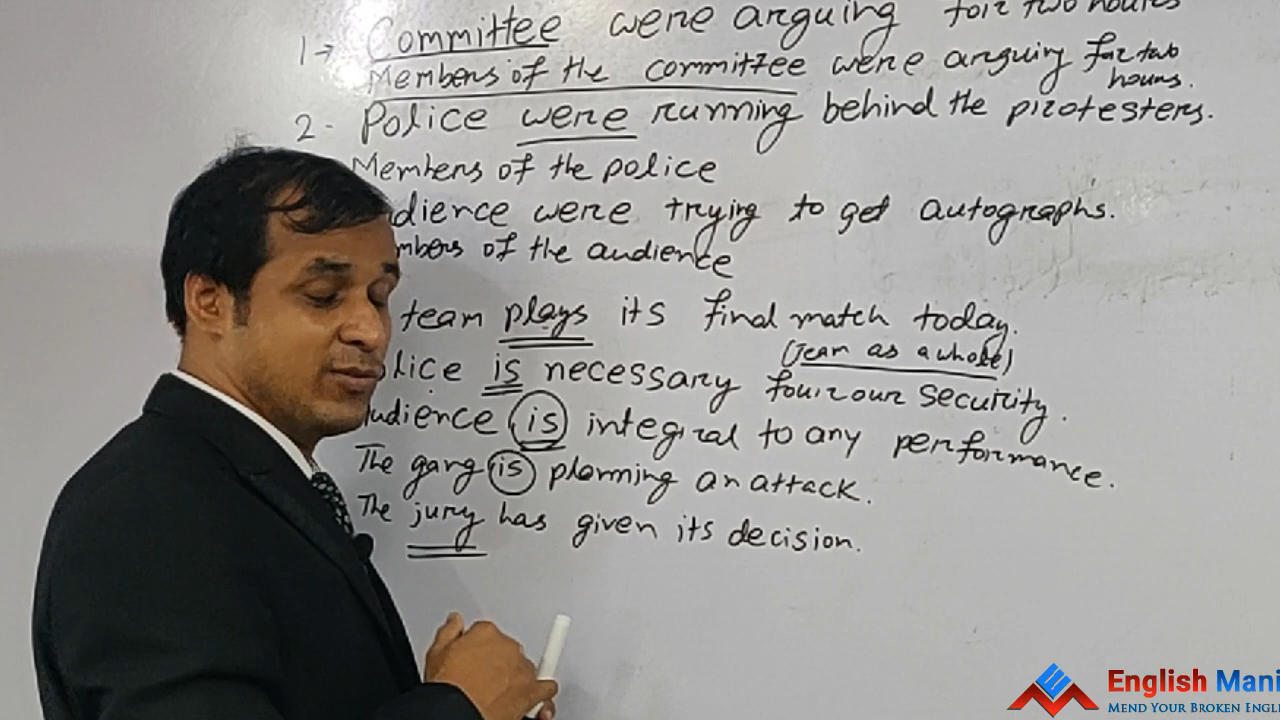 1→ Committee were arguing for two hours
Members of the committee were arguing for two
hours.
2- Police were running behind the protesters.
Members of the police
dience were trying to get autographs.
mbers of the audience
team plays its final match today.
(Team as a whole)
lice is necessary for our security.
udience is integral to any performance.
The gang is planning an attack.
The jury has given its decision.
English Mani
MEND YOUR BROKEN ENGL